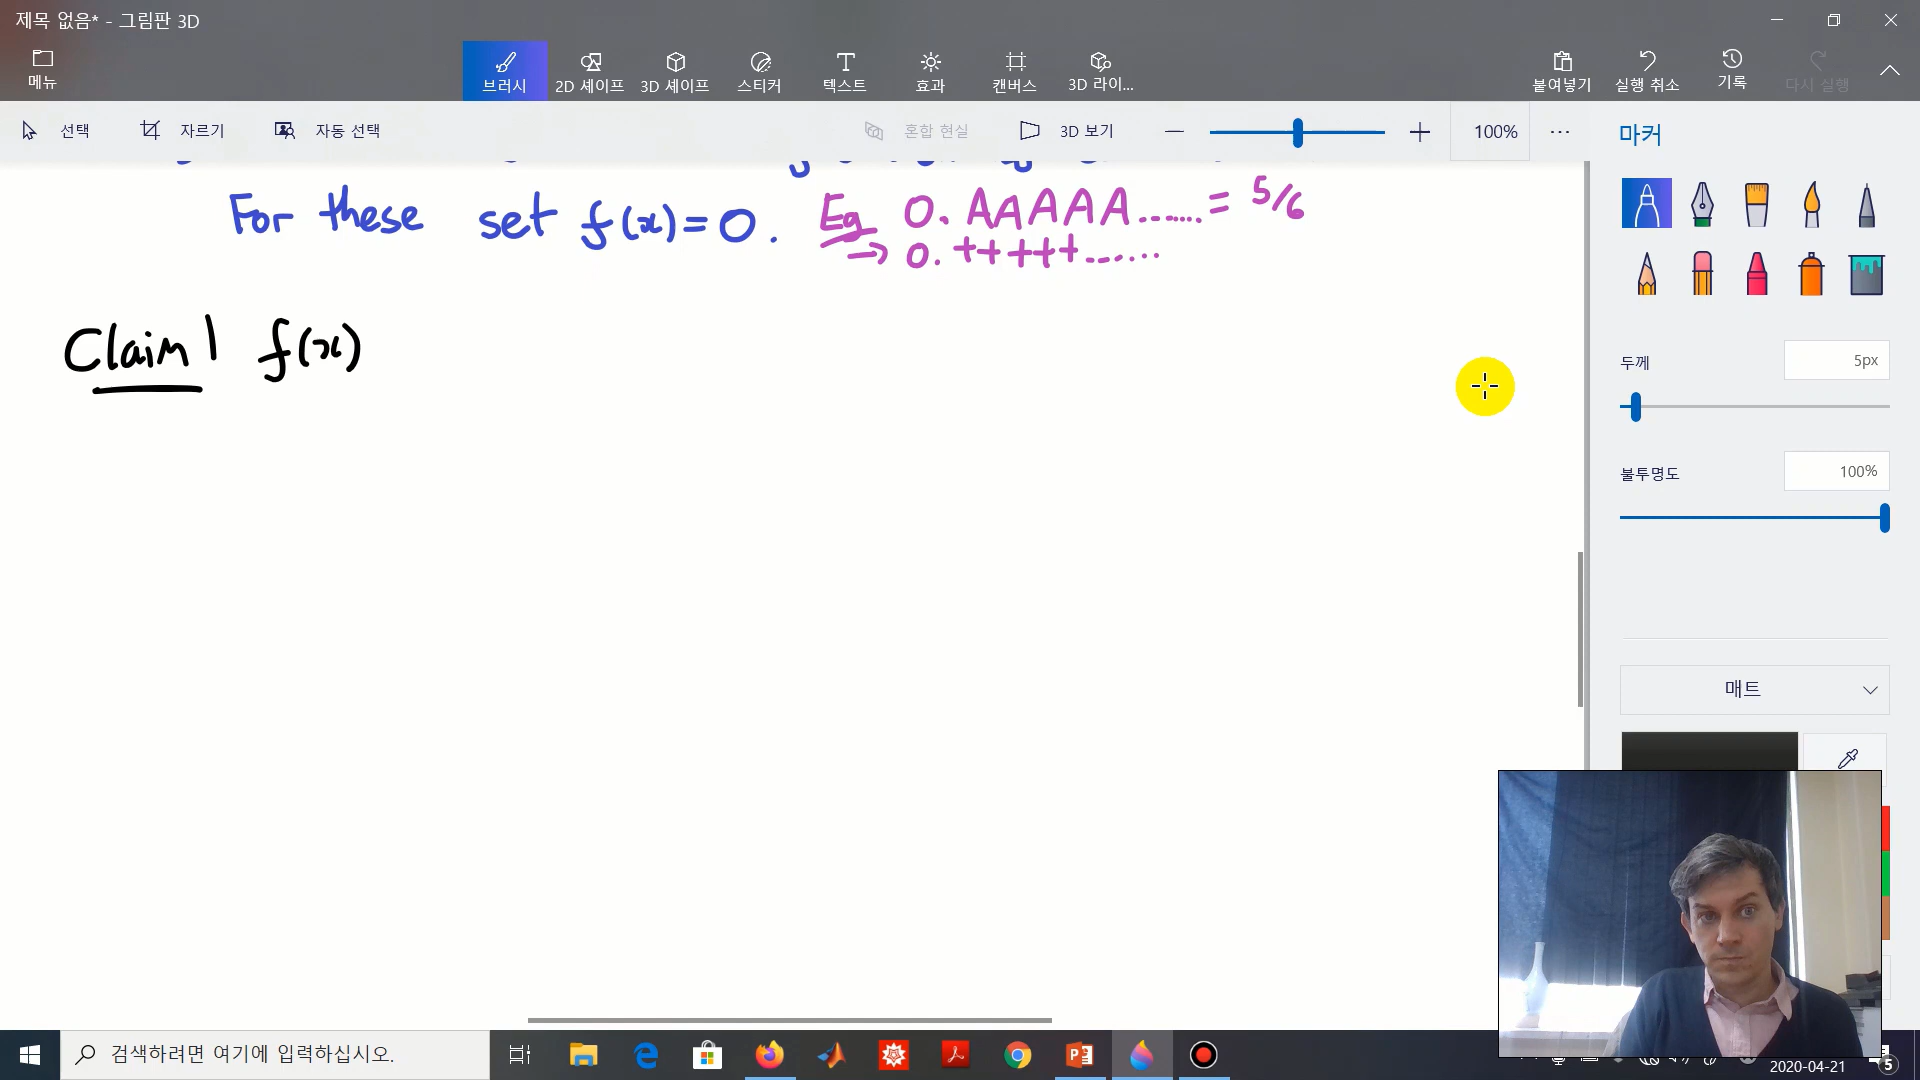 제목 없음* - 그림판 3D
메뉴
브러시 2D 셰이프 3D 셰이프 스티커 텍스트 효과 캔버스 3D 라이... 붙여넣기 실행 취소 기록 다시 실행
선택 자르기 자동 선택 혼합 현실 3D 보기 100% ...
마커
For these set f(x)=0. Eg 0.AAAAA....... = 5/6
→ 0.+++++.......
Claim 1 f(x)
두께 5px
불투명도 100%
매트
검색하려면 여기에 입력하십시오.
2020-04-21 5